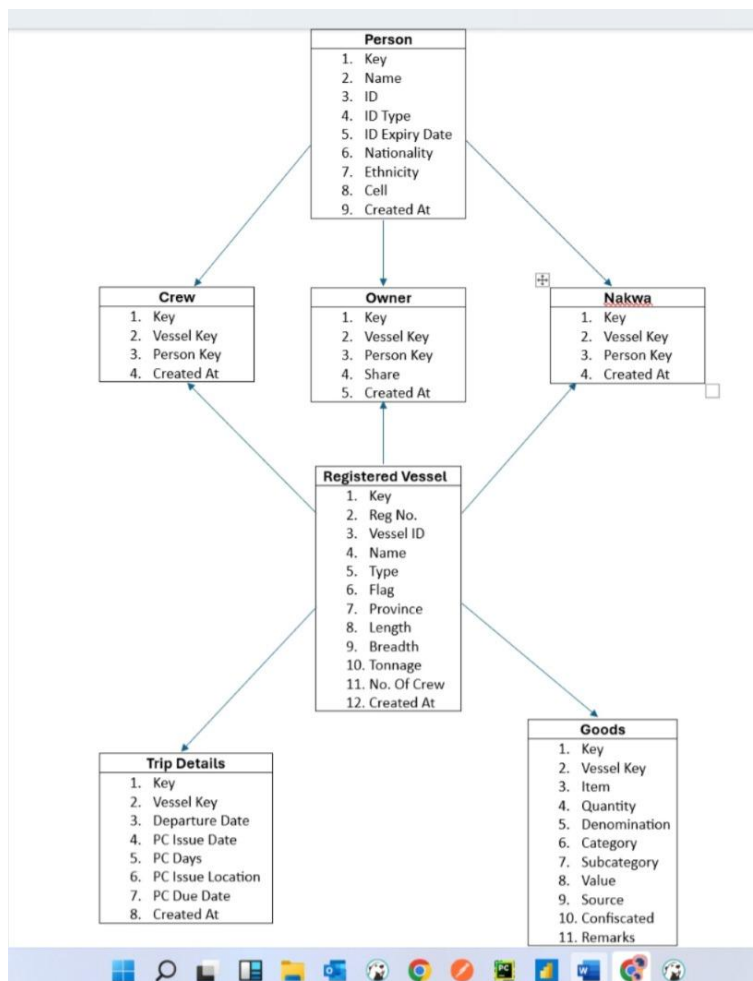 Person
1. Key
2. Name
3. ID
4. ID Type
5. ID Expiry Date
6. Nationality
7. Ethnicity
8. Cell
9. Created At
Crew
1. Key
2. Vessel Key
3. Person Key
4. Created At
Owner
1. Key
2. Vessel Key
3. Person Key
4. Share
5. Created At
Nakwa
1. Key
2. Vessel Key
3. Person Key
4. Created At
Registered Vessel
1. Key
2. Reg No.
3. Vessel ID
4. Name
5. Type
6. Flag
7. Province
8. Length
9. Breadth
10. Tonnage
11. No. Of Crew
12. Created At
Trip Details
1. Key
2. Vessel Key
3. Departure Date
4. PC Issue Date
5. PC Days
6. PC Issue Location
7. PC Due Date
8. Created At
Goods
1. Key
2. Vessel Key
3. Item
4. Quantity
5. Denomination
6. Category
7. Subcategory
8. Value
9. Source
10. Confiscated
11. Remarks
PC
W